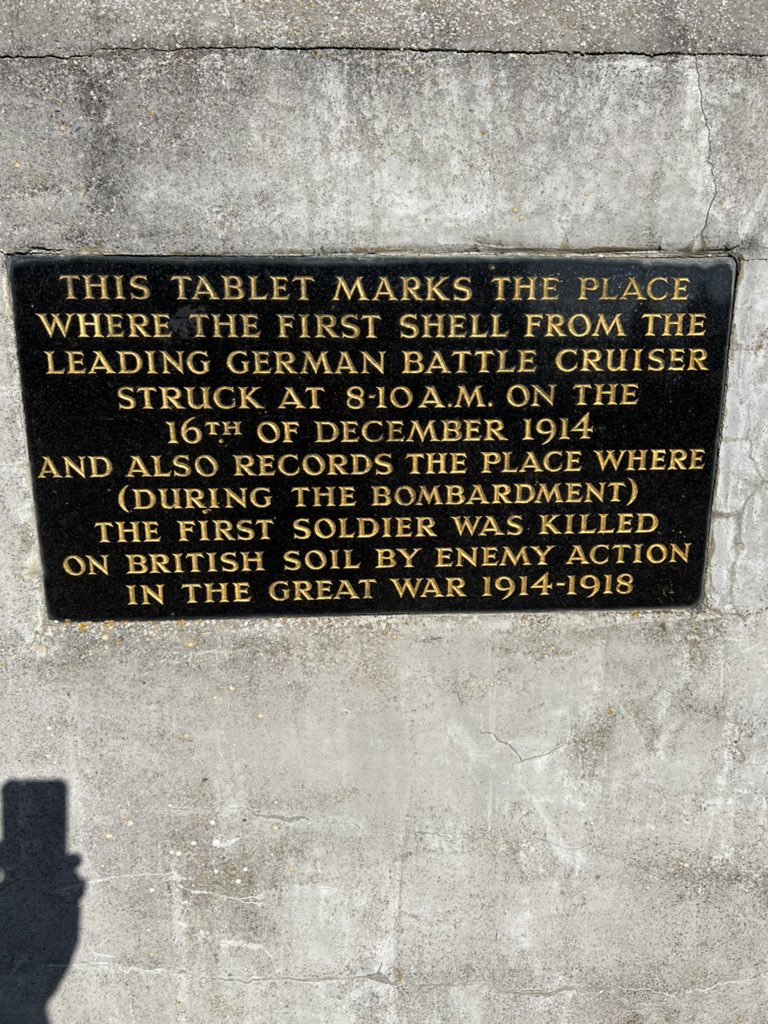 THIS TABLET MARKS THE PLACE
WHERE THE FIRST SHELL FROM THE
LEADING GERMAN BATTLE CRUISER
STRUCK AT 8-10 A.M. ON THE
16TH OF DECEMBER 1914
AND ALSO RECORDS THE PLACE WHERE
(DURING THE BOMBARDMENT)
THE FIRST SOLDIER WAS KILLED
ON BRITISH SOIL BY ENEMY ACTION
IN THE GREAT WAR 1914-1918